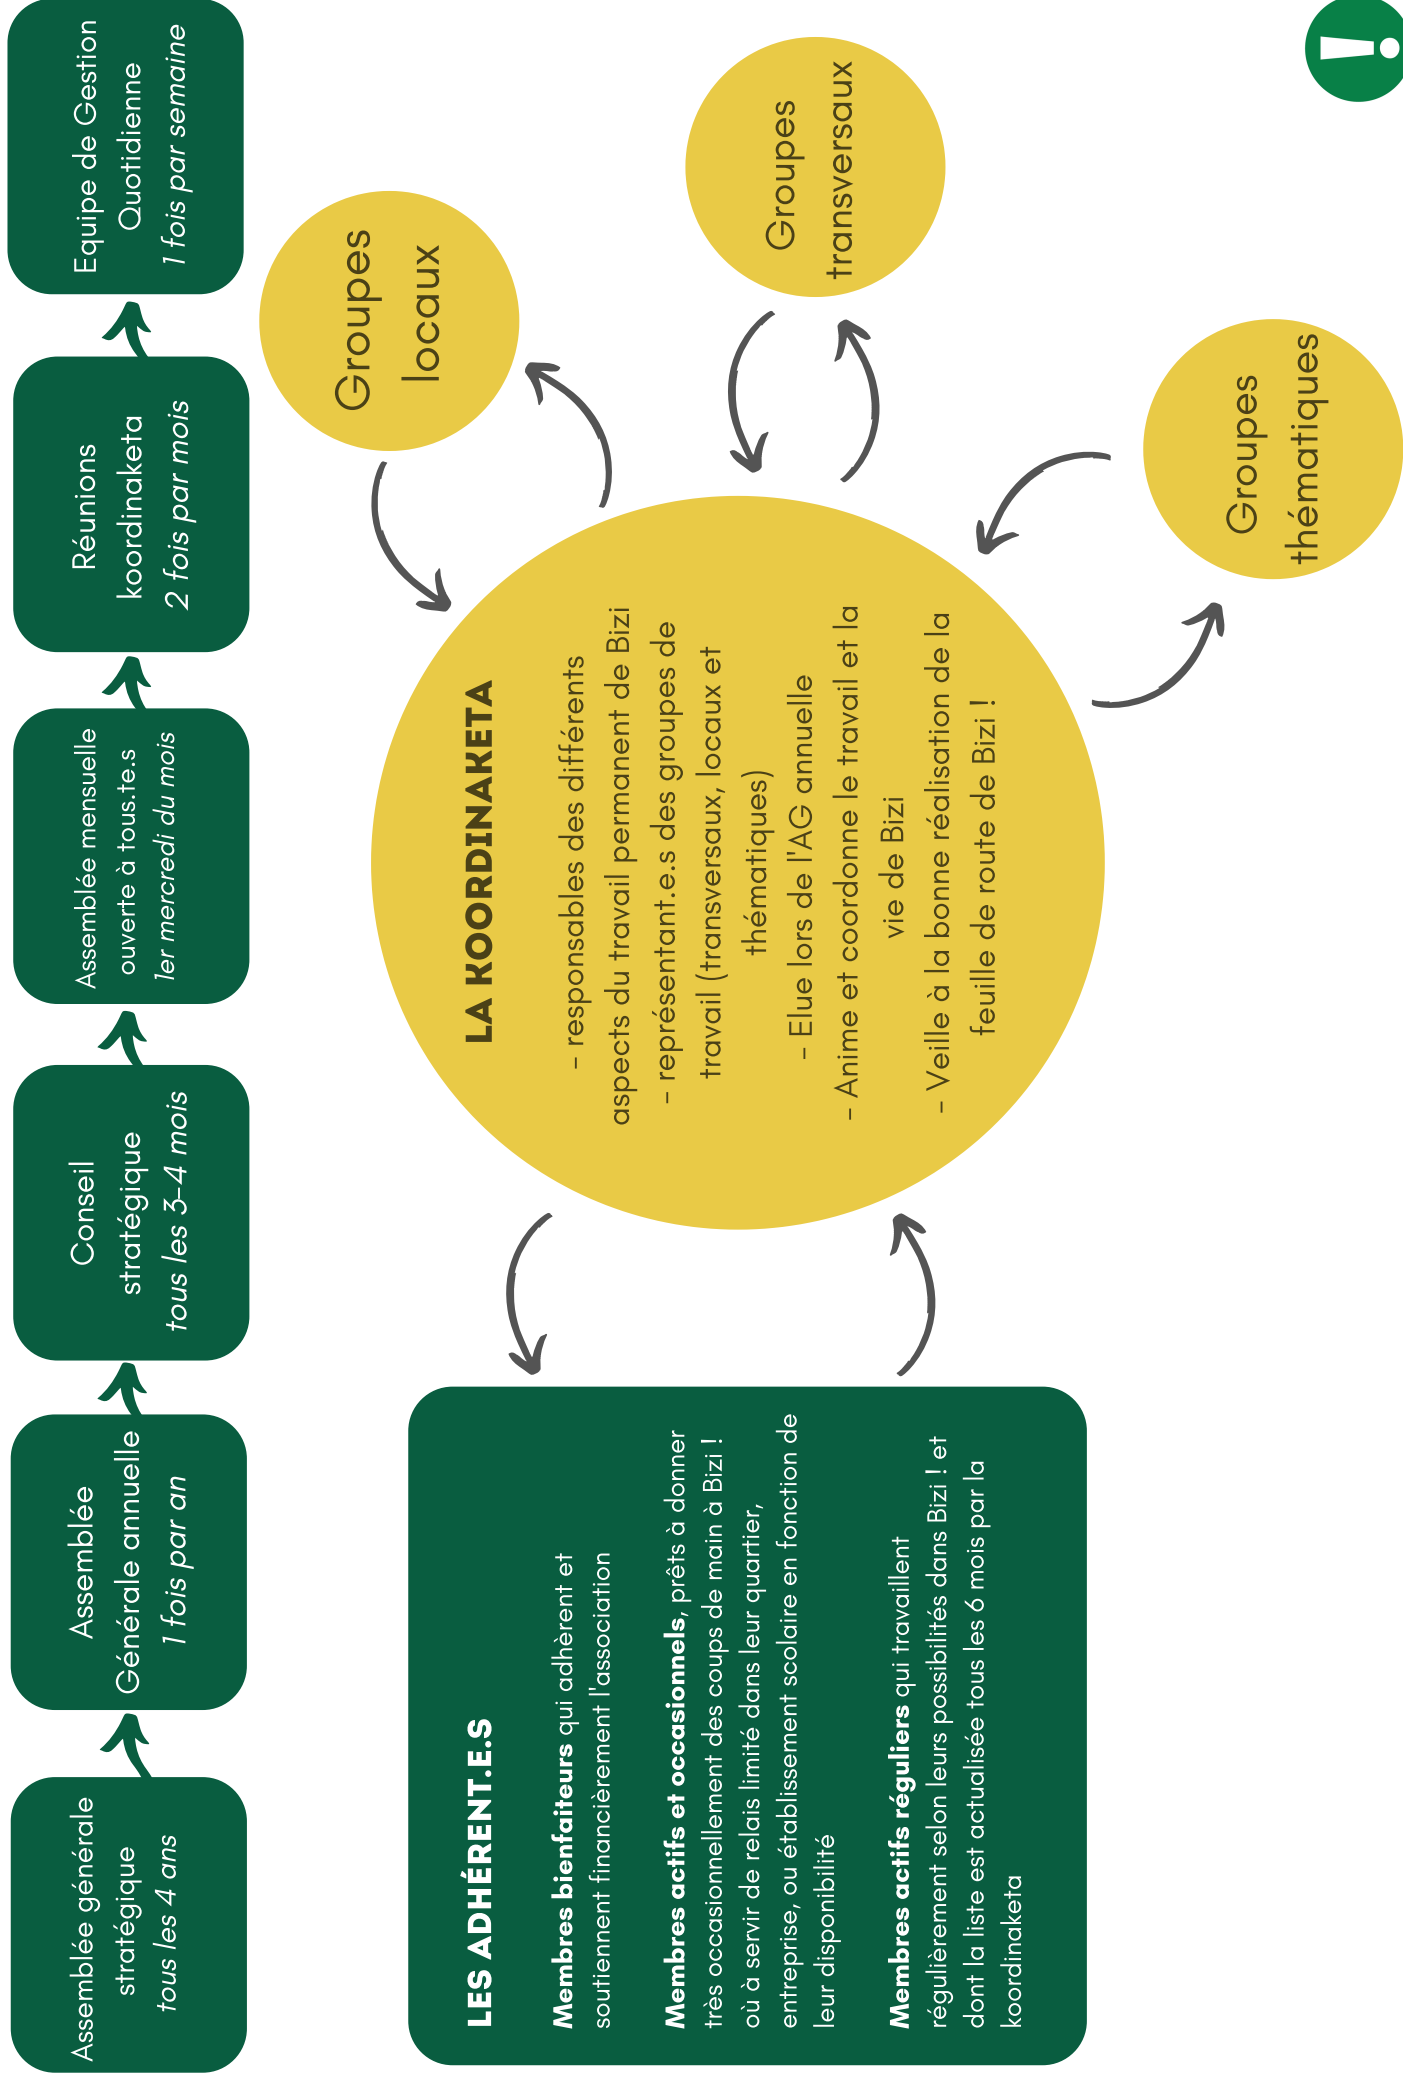 Assemblée générale
stratégique
tous les 4 ans
Assemblée
Générale annuelle
1 fois par an
Conseil
stratégique
tous les 3-4 mois
Assemblée mensuelle
ouverte à tous.te.s
1er mercredi du mois
Réunions
koordinaketa
2 fois par mois
Equipe de Gestion
Quotidienne
1 fois par semaine
LES ADHÉRENT.E.S
Membres bienfaiteurs qui adhèrent et
soutiennent financièrement l'association
Membres actifs et occasionnels, prêts à donner
très occasionnellement des coups de main à Bizi !
où à servir de relais limité dans leur quartier,
entreprise, ou établissement scolaire en fonction de
leur disponibilité
Membres actifs réguliers qui travaillent
régulièrement selon leurs possibilités dans Bizi ! et
dont la liste est actualisée tous les 6 mois par la
koordinaketa
LA KOORDINAKETA
- responsables des différents
aspects du travail permanent de Bizi
- représentant.e.s des groupes de
travail (transversaux, locaux et
thématiques)
- Elue lors de l'AG annuelle
- Anime et coordonne le travail et la
vie de Bizi
- Veille à la bonne réalisation de la
feuille de route de Bizi !
Groupes
locaux
Groupes
transversaux
Groupes
thématiques
!